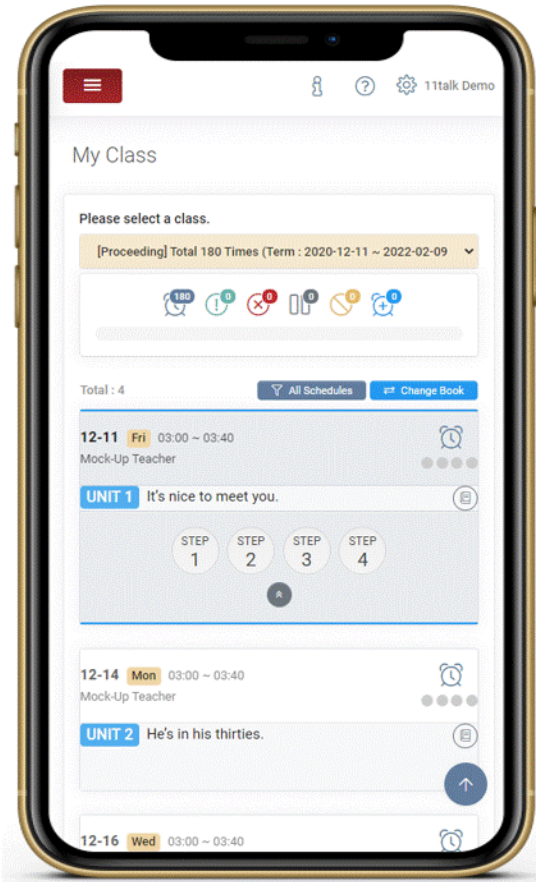 11talk Demo
My Class
Please select a class.
[Proceeding] Total 180 Times (Term : 2020-12-11 ~ 2022-02-09
180 0 0 0 0 0
Total : 4 All Schedules Change Book
12-11 Fri 03:00 ~ 03:40
Mock-Up Teacher
UNIT 1 It's nice to meet you.
STEP STEP STEP STEP
1 2 3 4
12-14 Mon 03:00 ~ 03:40
Mock-Up Teacher
UNIT 2 He's in his thirties.
12-16 Wed 03:00 ~ 03:40